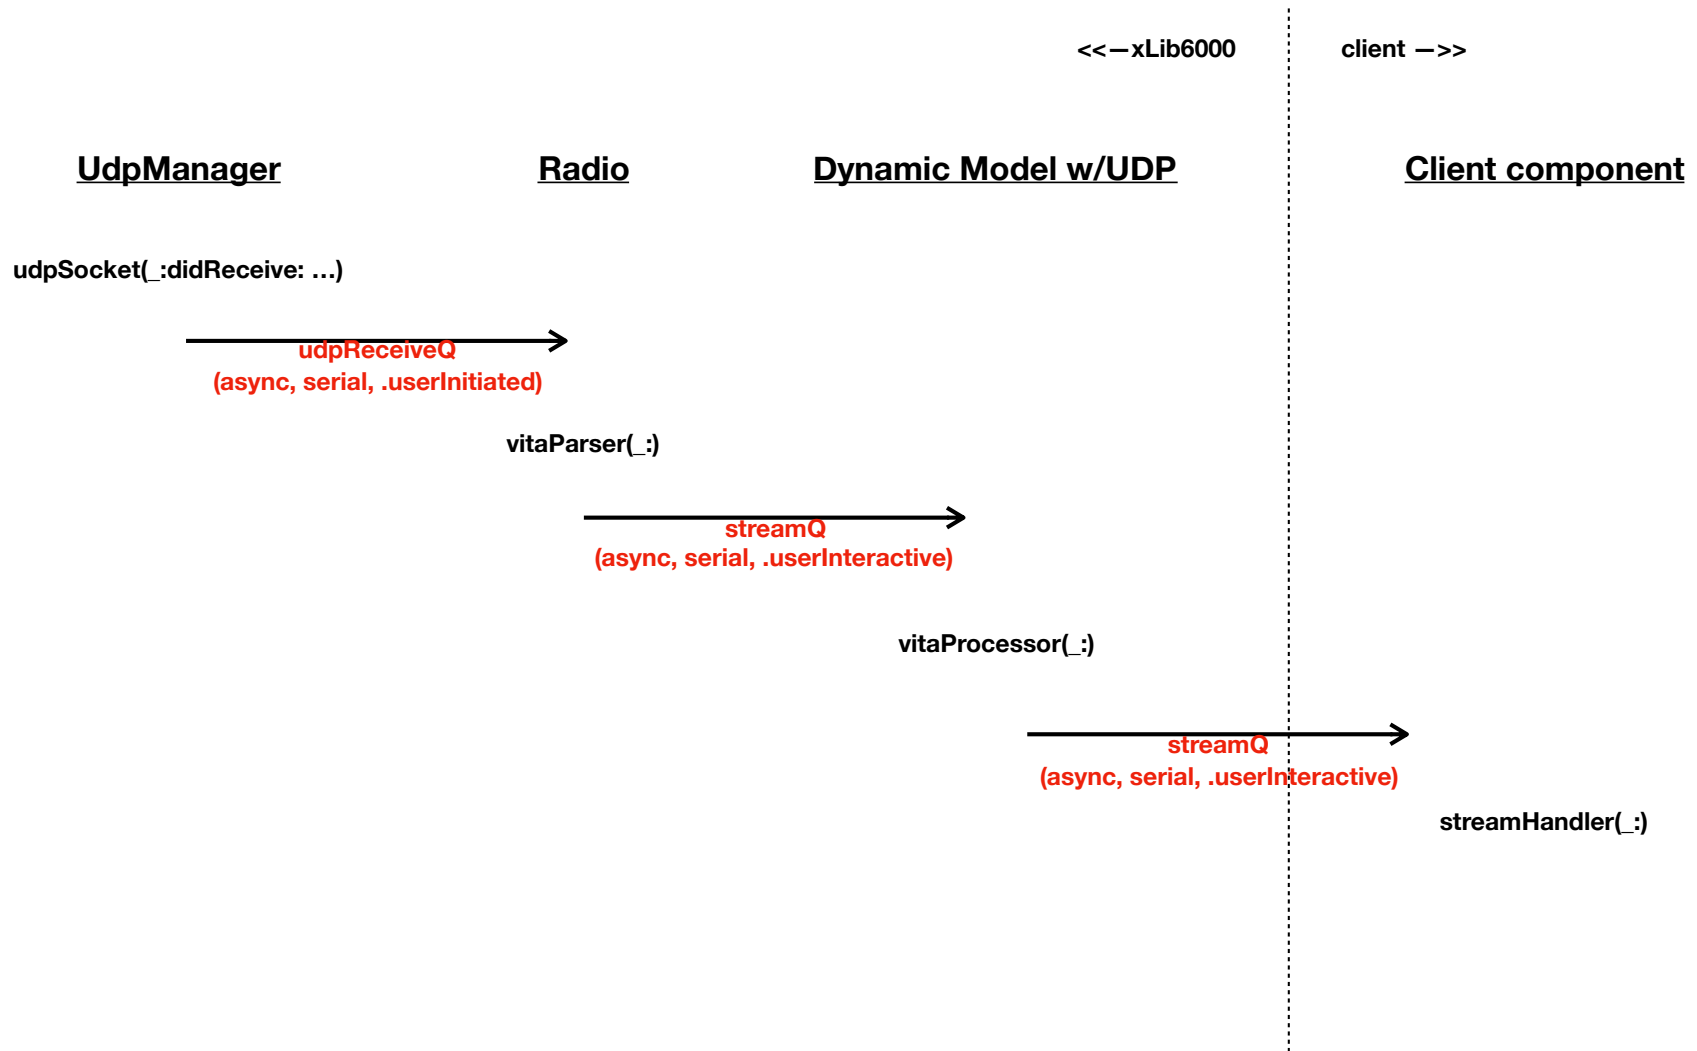 <<—xLib6000
client —>>
UdpManager
Radio
Dynamic Model w/UDP
Client component
udpSocket(_:didReceive: …)
udpReceiveQ
(async, serial, .userInitiated)
vitaParser(_:)
streamQ
(async, serial, .userInteractive)
vitaProcessor(_:)
streamQ
(async, serial, .userInteractive)
streamHandler(_:)